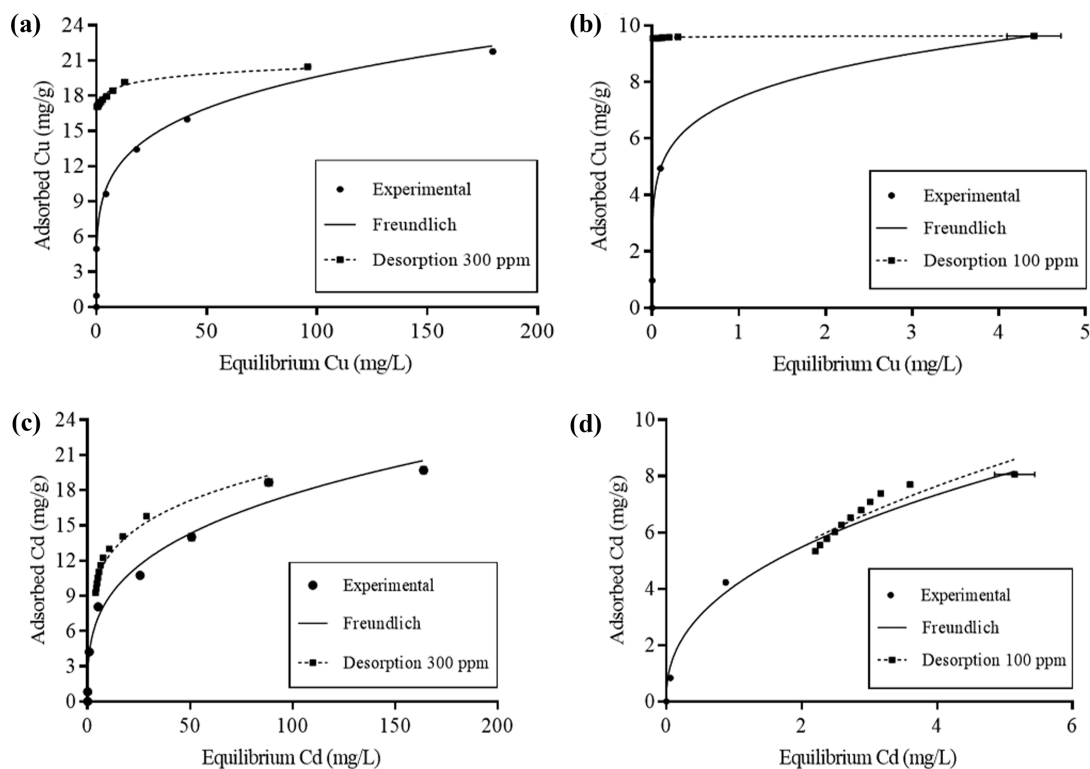 (a)
24
21
18
15
12
9
6
3
0
Adsorbed Cu (mg/g)
Experimental
Freundlich
Desorption 300 ppm
0 50 100 150 200
Equilibrium Cu (mg/L)
(b)
10
8
6
4
2
0
Adsorbed Cu (mg/g)
Experimental
Freundlich
Desorption 100 ppm
0 1 2 3 4 5
Equilibrium Cu (mg/L)
(c)
24
21
18
15
12
9
6
3
0
Adsorbed Cd (mg/g)
Experimental
Freundlich
Desorption 300 ppm
0 50 100 150 200
Equilibrium Cd (mg/L)
(d)
10
8
6
4
2
0
Adsorbed Cd (mg/g)
Experimental
Freundlich
Desorption 100 ppm
0 2 4 6
Equilibrium Cd (mg/L)